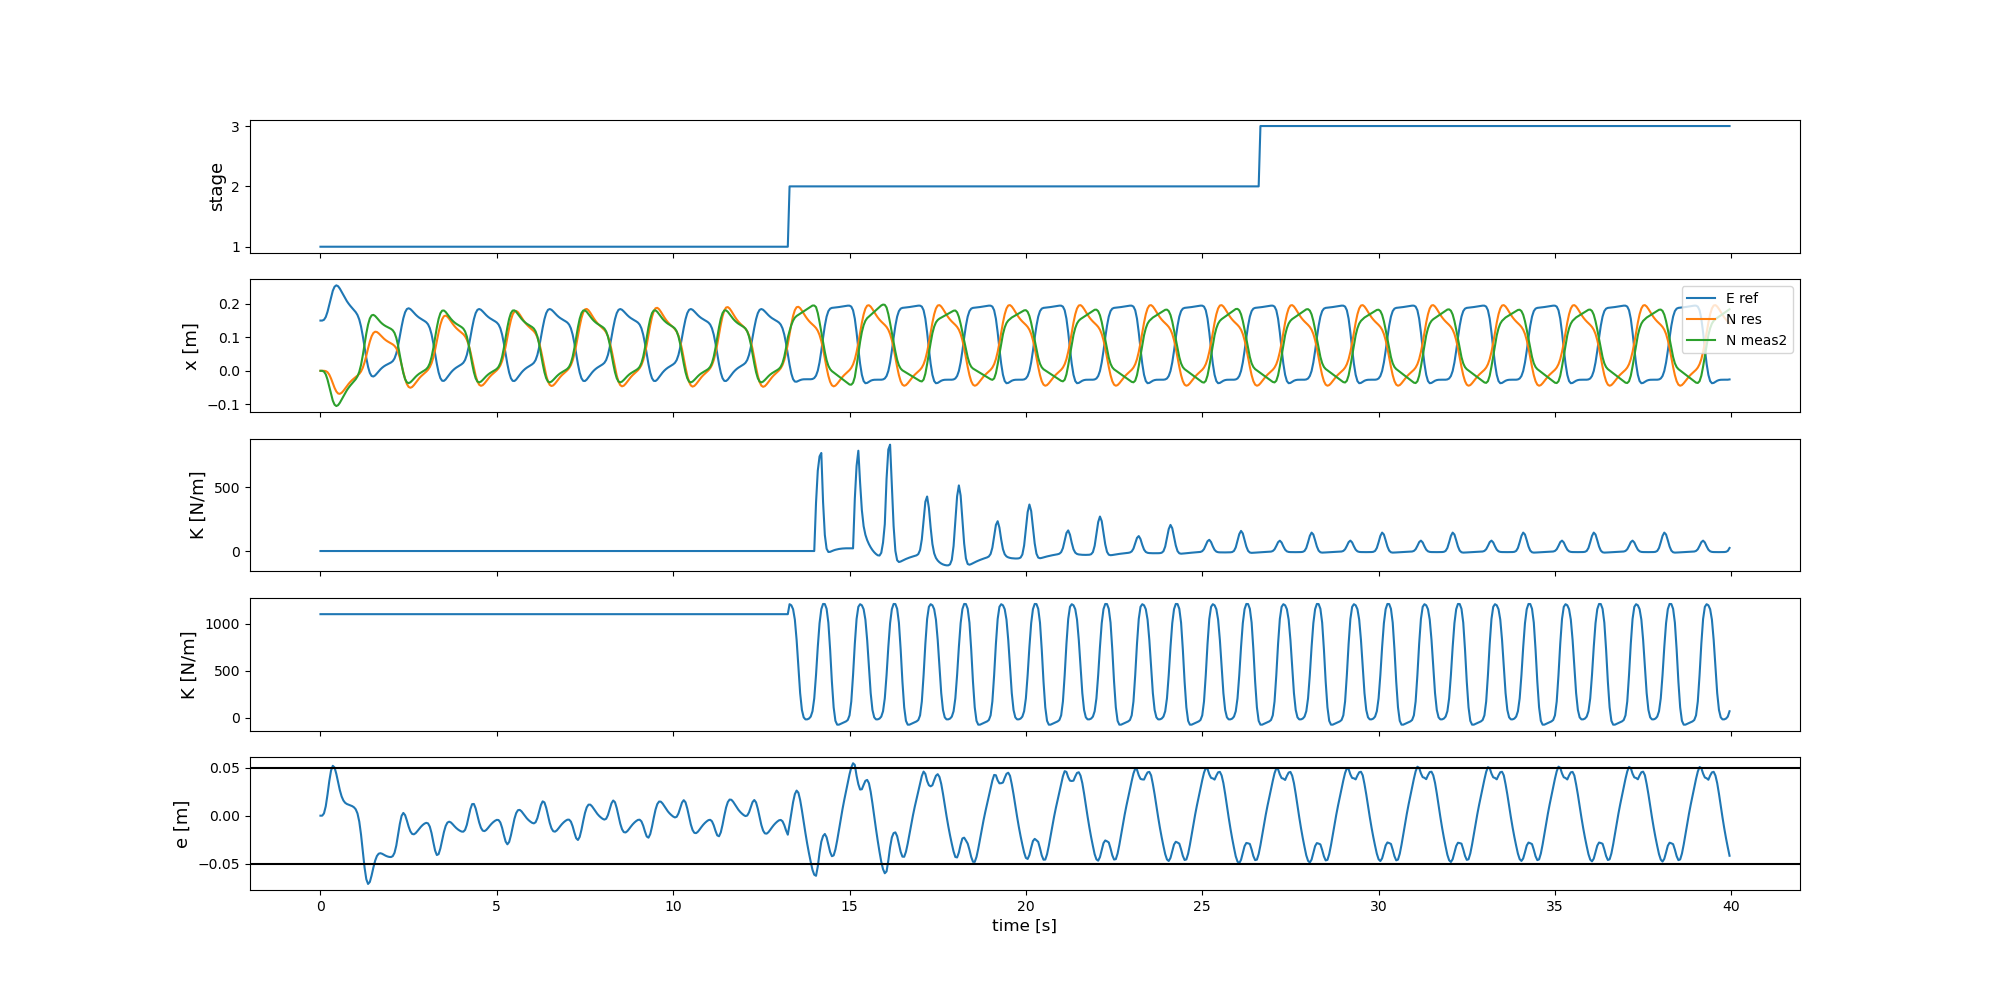 3
2
1
stage
0.2
0.1
0.0
−0.1
x [m]
E ref
N res
N meas2
500
0
K [N/m]
1000
500
0
K [N/m]
0.05
0.00
−0.05
e [m]
0 5 10 15 20 25 30 35 40
time [s]